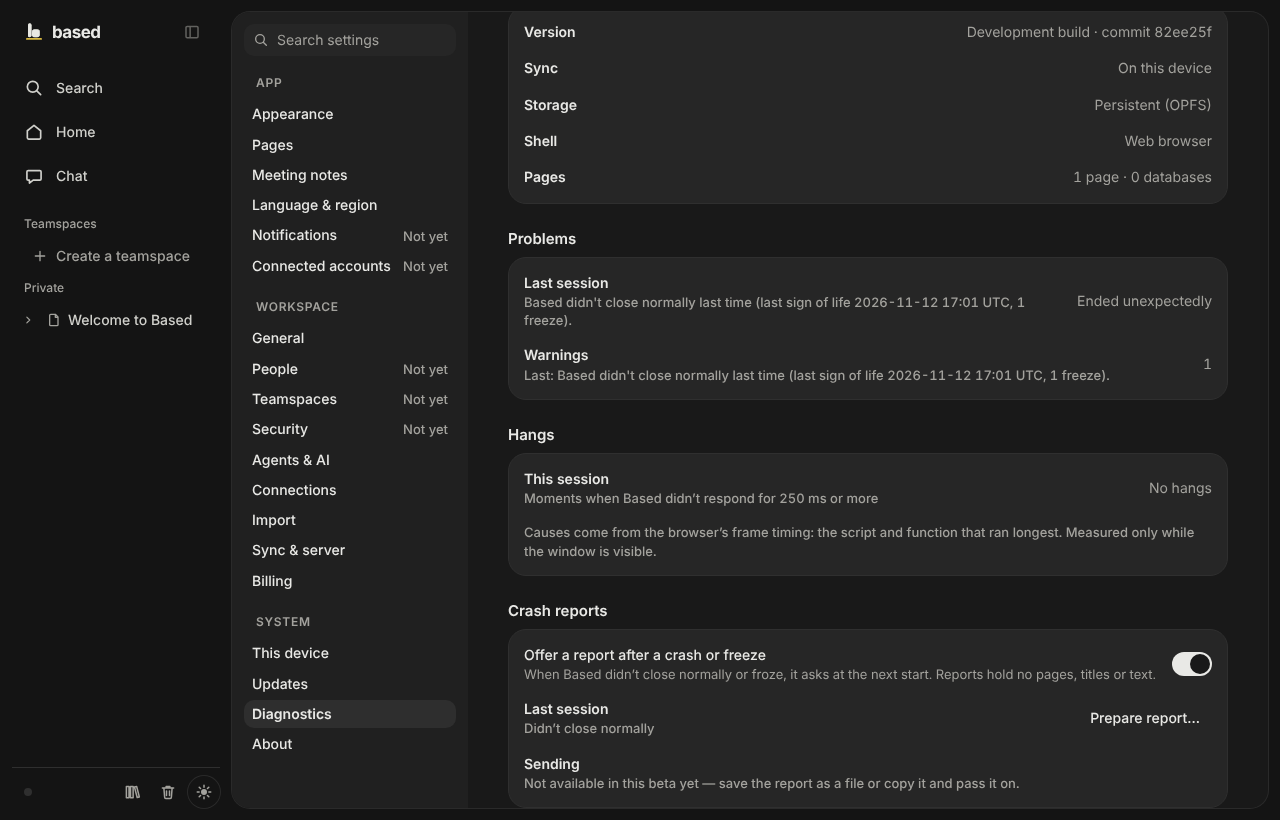 based
Search
Home
Chat
Teamspaces
Create a teamspace
Private
Welcome to Based
Search settings
APP
Appearance
Pages
Meeting notes
Language & region
Notifications Not yet
Connected accounts Not yet
WORKSPACE
General
People Not yet
Teamspaces Not yet
Security Not yet
Agents & AI
Connections
Import
Sync & server
Billing
SYSTEM
This device
Updates
Diagnostics
About
Version Development build · commit 82ee25f
Sync On this device
Storage Persistent (OPFS)
Shell Web browser
Pages 1 page · 0 databases
Problems
Last session
Based didn't close normally last time (last sign of life 2026-11-12 17:01 UTC, 1
freeze).
Ended unexpectedly
Warnings
Last: Based didn't close normally last time (last sign of life 2026-11-12 17:01 UTC, 1 freeze).
1
Hangs
This session
Moments when Based didn’t respond for 250 ms or more
No hangs
Causes come from the browser’s frame timing: the script and function that ran longest. Measured only while
the window is visible.
Crash reports
Offer a report after a crash or freeze
When Based didn’t close normally or froze, it asks at the next start. Reports hold no pages, titles or text.
Last session
Didn’t close normally
Prepare report…
Sending
Not available in this beta yet — save the report as a file or copy it and pass it on.